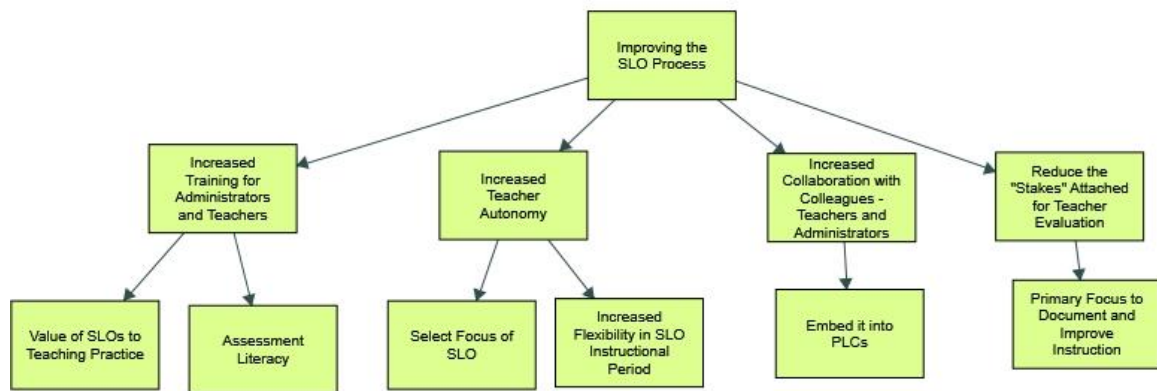 Improving the
SLO Process
Increased
Training for
Administrators
and Teachers
Increased
Teacher
Autonomy
Increased
Collaboration with
Colleagues -
Teachers and
Administrators
Reduce the
"Stakes" Attached
for Teacher
Evaluation
Value of SLOs to
Teaching Practice
Assessment
Literacy
Select Focus of
SLO
Increased
Flexibility in SLO
Instructional
Period
Embed it into
PLCs
Primary Focus to
Document and
Improve
Instruction